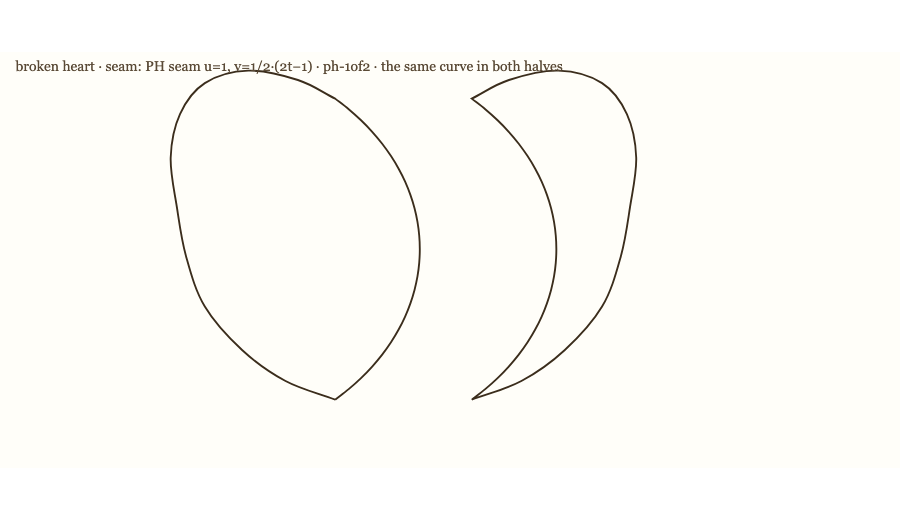 broken heart · seam: PH seam u=1, v=1/2·(2t−1) · ph-1of2 · the same curve in both halves